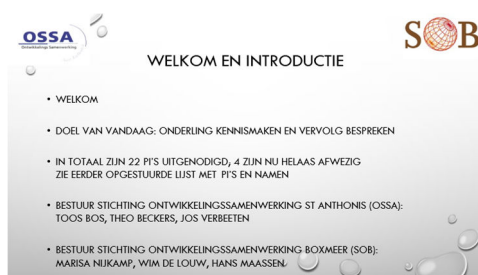 OSSA
Ontwikkelings Samenwerking
SOB
WELKOM EN INTRODUCTIE
• WELKOM
• DOEL VAN VANDAAG: ONDERLING KENNISMAKEN EN VERVOLG BESPREKEN
• IN TOTAAL ZIJN 22 PI'S UITGENODIGD, 4 ZIJN NU HELAAS AFWEZIG
ZIE EERDER OPGESTUURDE LIJST MET PI'S EN NAMEN
• BESTUUR STICHTING ONTWIKKELINGSSAMENWERKING ST ANTHONIS (OSSA):
TOOS BOS, THEO BECKERS, JOS VERBEETEN
• BESTUUR STICHTING ONTWIKKELINGSSAMENWERKING BOXMEER (SOB):
MARISA NIJKAMP, WIM DE LOUW, HANS MAASSEN